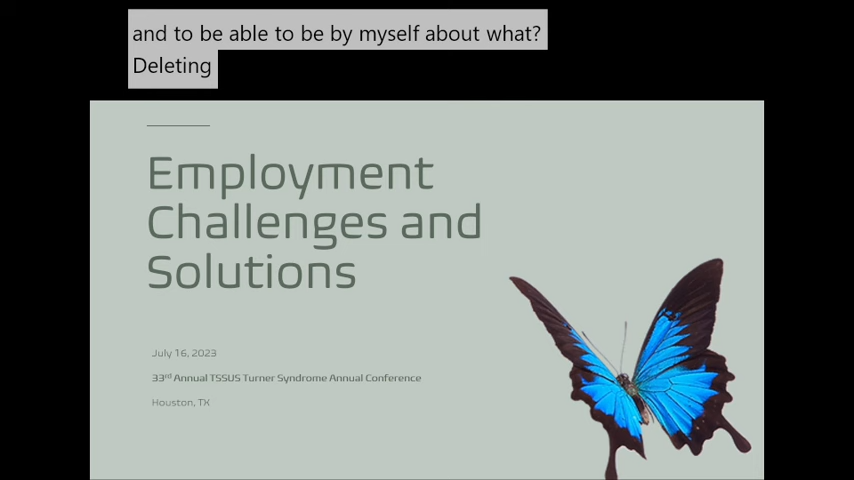 and to be able to be by myself about what?
Deleting
Employment
Challenges and
Solutions
July 16, 2023
33rd Annual TSSUS Turner Syndrome Annual Conference
Houston, TX